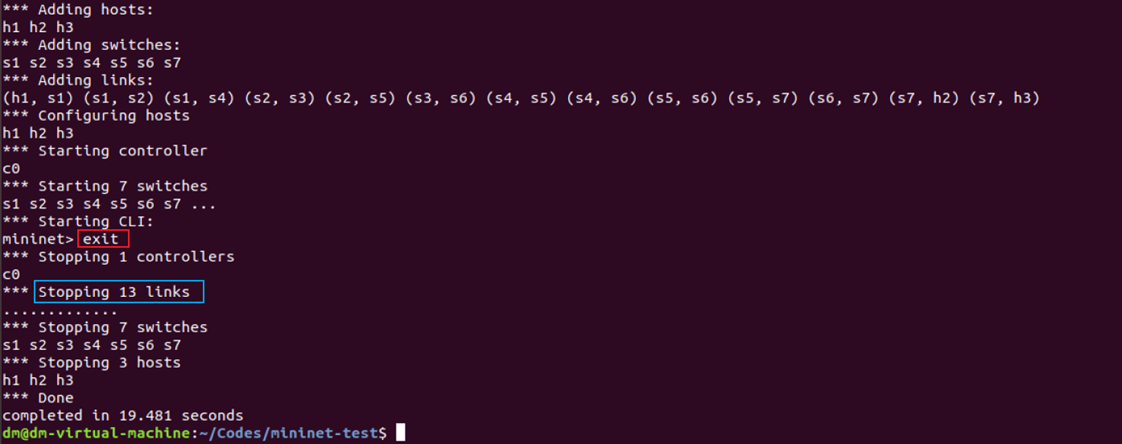 *** Adding hosts:
h1 h2 h3
*** Adding switches:
s1 s2 s3 s4 s5 s6 s7
*** Adding links:
(h1, s1) (s1, s2) (s1, s4) (s2, s3) (s2, s5) (s3, s6) (s4, s5) (s4, s6) (s5, s6) (s5, s7) (s6, s7) (s7, h2) (s7, h3)
*** Configuring hosts
h1 h2 h3
*** Starting controller
c0
*** Starting 7 switches
s1 s2 s3 s4 s5 s6 s7 ...
*** Starting CLI:
mininet> exit
*** Stopping 1 controllers
c0
*** Stopping 13 links
.............
*** Stopping 7 switches
s1 s2 s3 s4 s5 s6 s7
*** Stopping 3 hosts
h1 h2 h3
*** Done
completed in 19.481 seconds
dm@dm-virtual-machine:~/Codes/mininet-test$